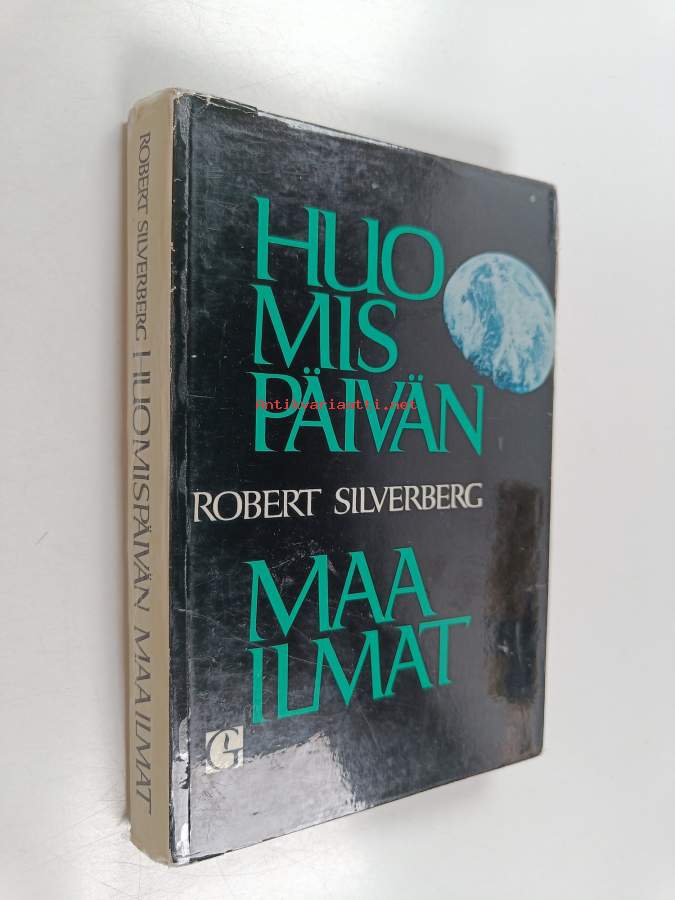 HUO
MIS
PÄIVÄN
Antikvariaatti.net
ROBERT SILVERBERG
MAA
ILMAT
G
ROBERT SILVERBERG HUOMISPÄIVÄN MAAILMAT